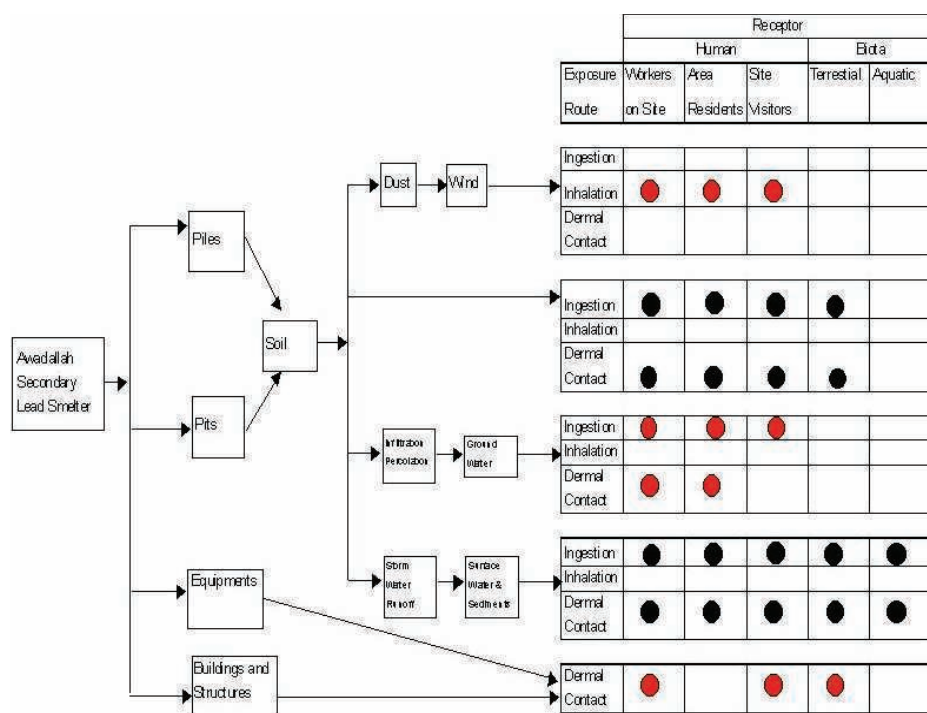 Receptor
Human
Biota
Exposure
Route
Workers
on Site
Area
Residents
Site
Visitors
Terrestial
Aquatic
Dust
Wind
Ingestion
Inhalation
Dermal
Contact
Piles
Ingestion
Inhalation
Dermal
Contact
Soil
Awadallah
Secondary
Lead Smelter
Pits
Infiltration
Percolation
Ground
Water
Ingestion
Inhalation
Dermal
Contact
Storm
Water
Runoff
Surface
Water &
Sediments
Ingestion
Inhalation
Dermal
Contact
Equipments
Buildings and
Structures
Dermal
Contact